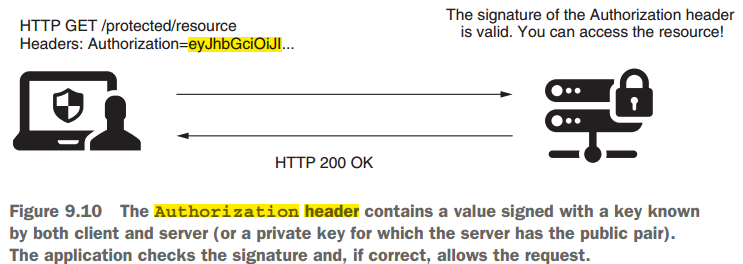 HTTP GET /protected/resource
Headers: Authorization=eyJhbGciOiJI...
The signature of the Authorization header
is valid. You can access the resource!
HTTP 200 OK
Figure 9.10 The Authorization header contains a value signed with a key known
by both client and server (or a private key for which the server has the public pair).
The application checks the signature and, if correct, allows the request.